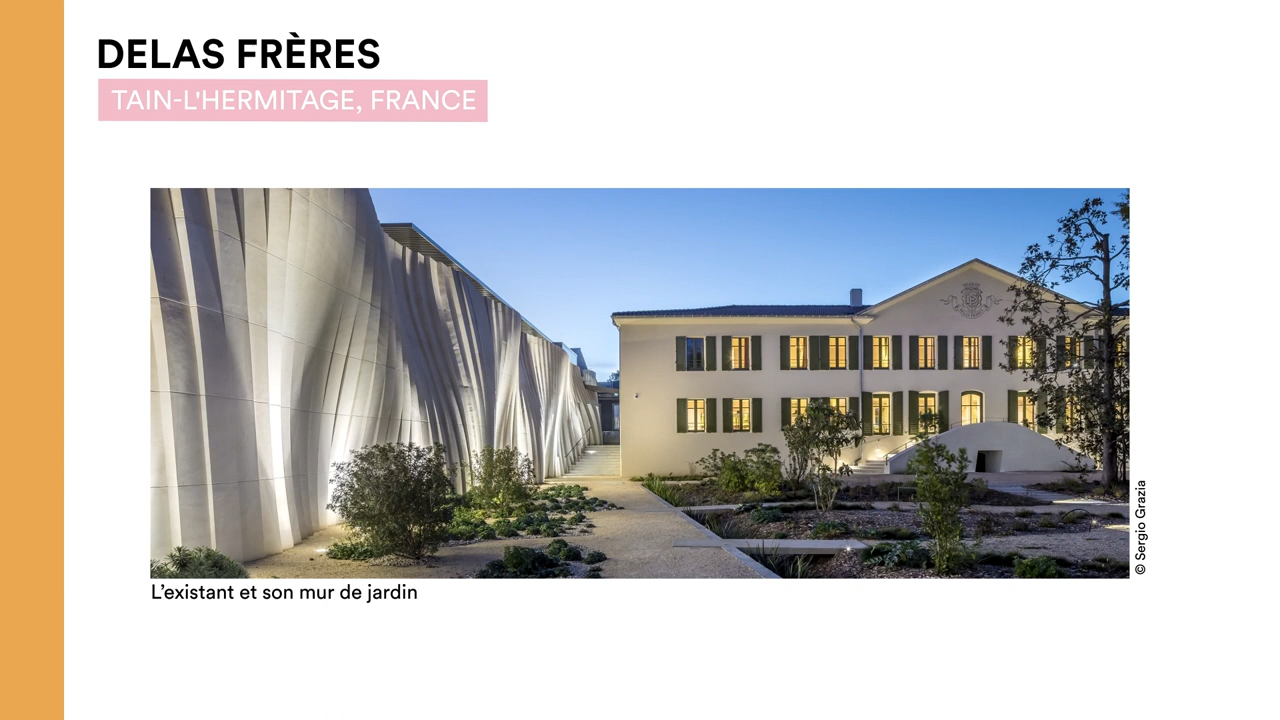 DELAS FRÈRES
TAIN-L'HERMITAGE, FRANCE
© Sergio Grazia
L’existant et son mur de jardin